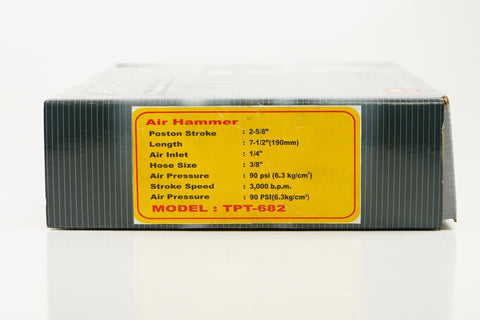 Air Hammer
Poston Stroke : 2-5/8"
Length : 7-1/2"(190mm)
Air Inlet : 1/4"
Hose Size : 3/8"
Air Pressure : 90 psi (6.3 kg/cm²)
Stroke Speed : 3,000 b.p.m.
Air Pressure : 90 PSI(6.3kg/cm²)
MODEL : TPT-682